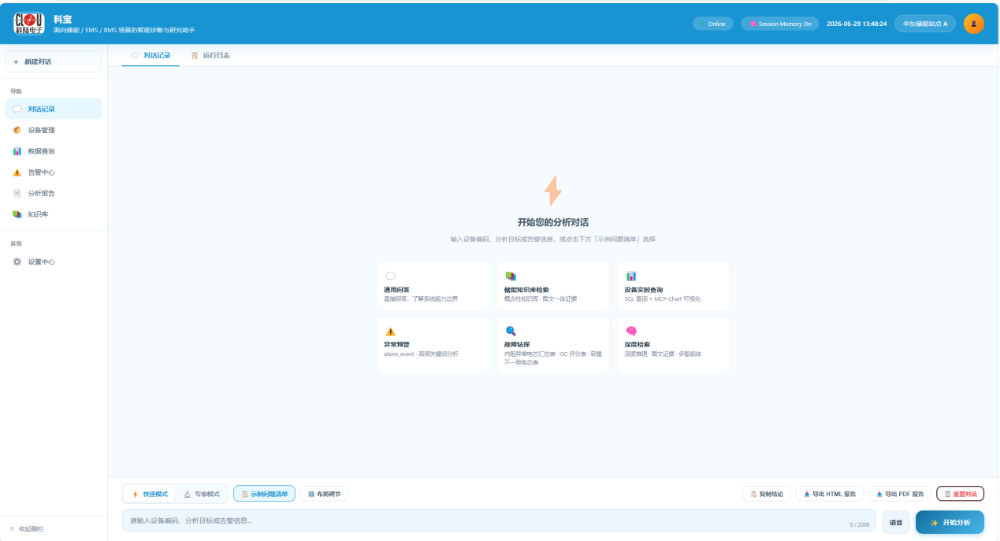 CLOU
科陆电子
科宝
面向储能 / EMS / BMS 场景的智能诊断与研究助手
Online
Session Memory On
2026-06-29 13:48:24
华东储能站点 A
+ 新建对话
对话记录
运行日志
导航
对话记录
设备管理
数据查询
告警中心
分析报告
知识库
系统
设置中心
开始您的分析对话
输入设备编码、分析目标或告警信息，或点击下方「示例问题清单」选择
通用问答
直接回答，了解系统能力边界
储能知识库检索
概念性知识库 · 图文一体证据
设备实时查询
SQL 查询 + MCP-Chart 可视化
异常预警
alarm_event · 高频关键词分析
故障钻探
内阻异常电芯汇总表 · ISC 评分表 · 容量
不一致电芯表
深度检索
深度推理 · 图文证据 · 多智能体
快速模式
专家模式
示例问题清单
布局调节
复制结论
导出 HTML 报告
导出 PDF 报告
重置对话
请输入设备编码、分析目标或告警信息...
0 / 2000
语音
开始分析
收起侧栏